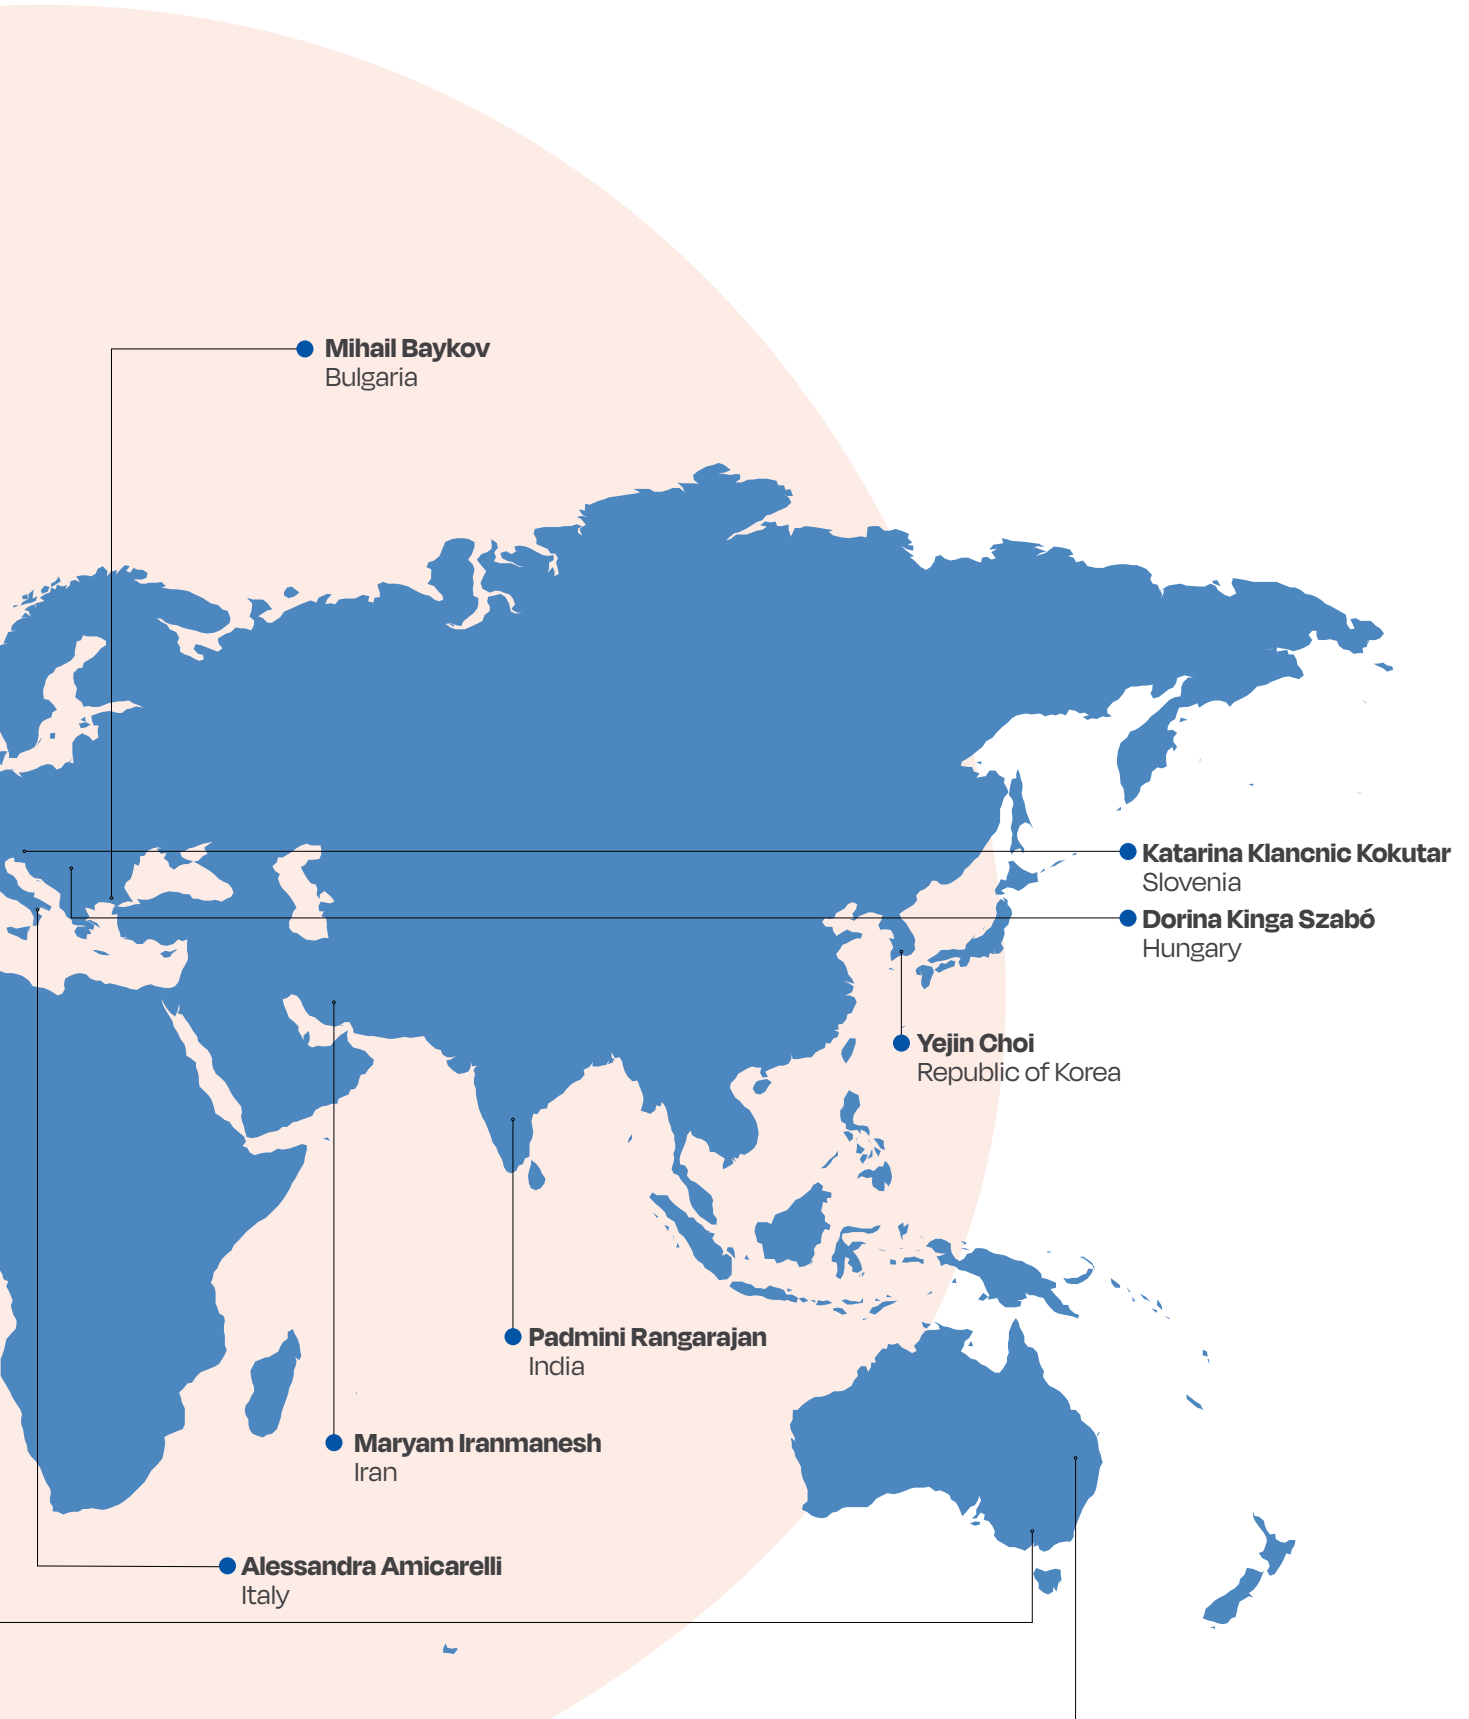 Mihail Baykov
Bulgaria
Katarina Klancnic Kokutar
Slovenia
Dorina Kinga Szabó
Hungary
Yejin Choi
Republic of Korea
Padmini Rangarajan
India
Maryam Iranmanesh
Iran
Alessandra Amicarelli
Italy